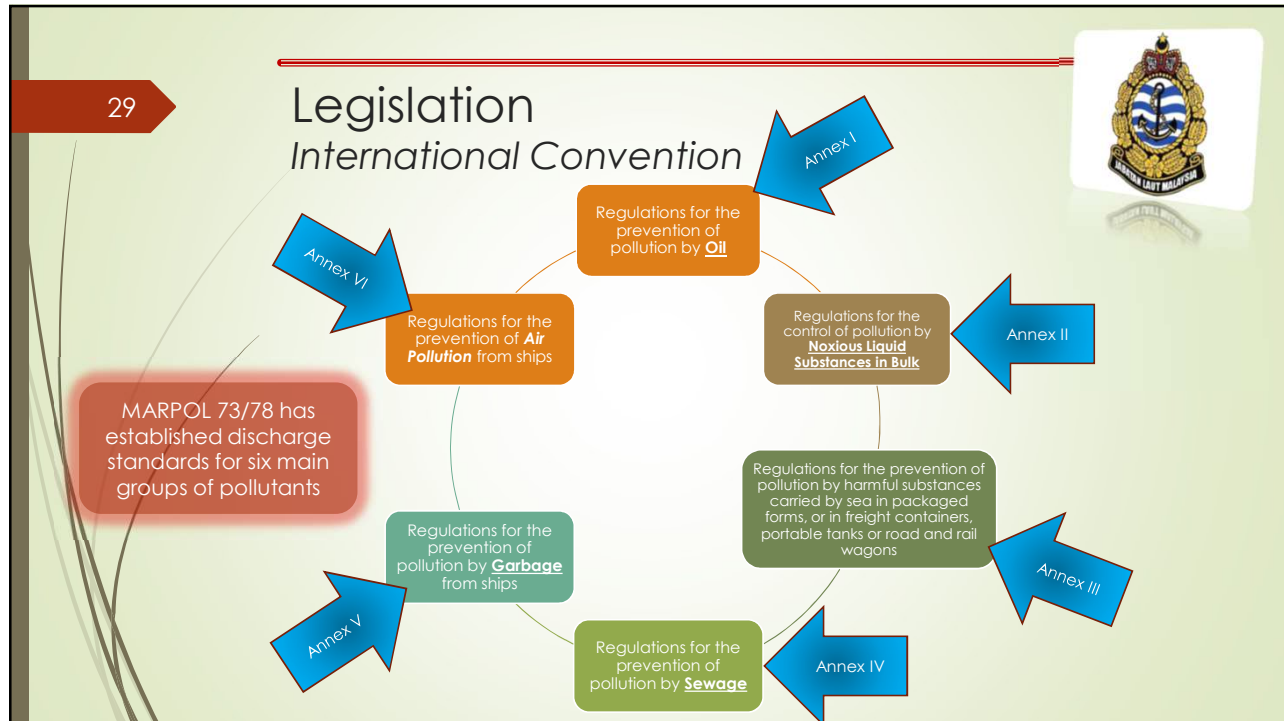 29
Legislation
International Convention
JABATAN LAUT MALAYSIA
Annex I
Regulations for the
prevention of
pollution by Oil
Annex II
Regulations for the
control of pollution by
Noxious Liquid
Substances in Bulk
Annex III
Regulations for the prevention of
pollution by harmful substances
carried by sea in packaged
forms, or in freight containers,
portable tanks or road and rail
wagons
Annex IV
Regulations for the
prevention of
pollution by Sewage
Annex V
Regulations for the
prevention of
pollution by Garbage
from ships
Annex VI
Regulations for the
prevention of Air
Pollution from ships
MARPOL 73/78 has
established discharge
standards for six main
groups of pollutants